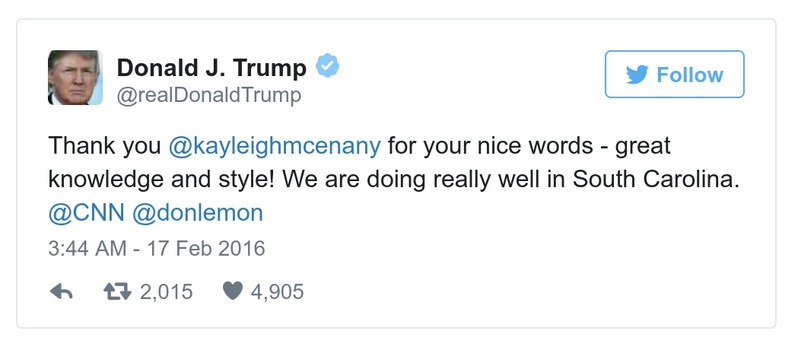 Donald J. Trump
@realDonaldTrump
Follow
Thank you @kayleighmcenany for your nice words - great
knowledge and style! We are doing really well in South Carolina.
@CNN @donlemon
3:44 AM - 17 Feb 2016
2,015 4,905